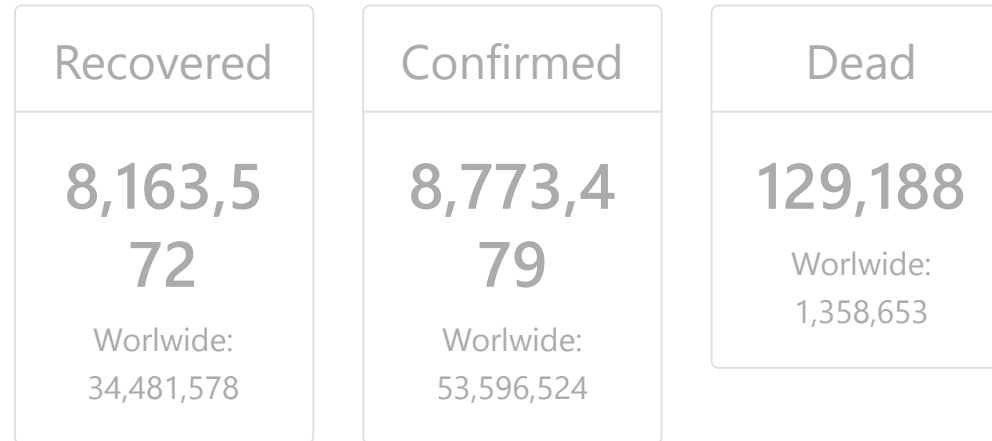 Recovered
8,163,5
72
Worlwide:
34,481,578
Confirmed
8,773,4
79
Worlwide:
53,596,524
Dead
129,188
Worlwide:
1,358,653